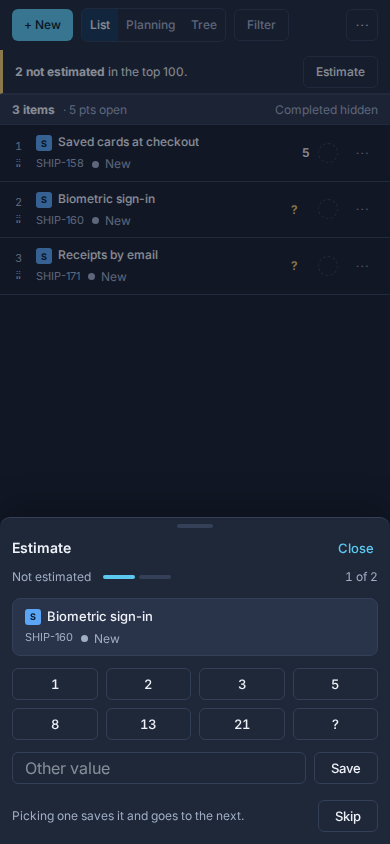 + New List Planning Tree Filter ...
2 not estimated in the top 100. Estimate
3 items · 5 pts open Completed hidden
1 S Saved cards at checkout 5 ...
SHIP-158 New
2 S Biometric sign-in ? ...
SHIP-160 New
3 S Receipts by email ? ...
SHIP-171 New
Estimate Close
Not estimated 1 of 2
S Biometric sign-in
SHIP-160 New
1 2 3 5
8 13 21 ?
Other value Save
Picking one saves it and goes to the next. Skip